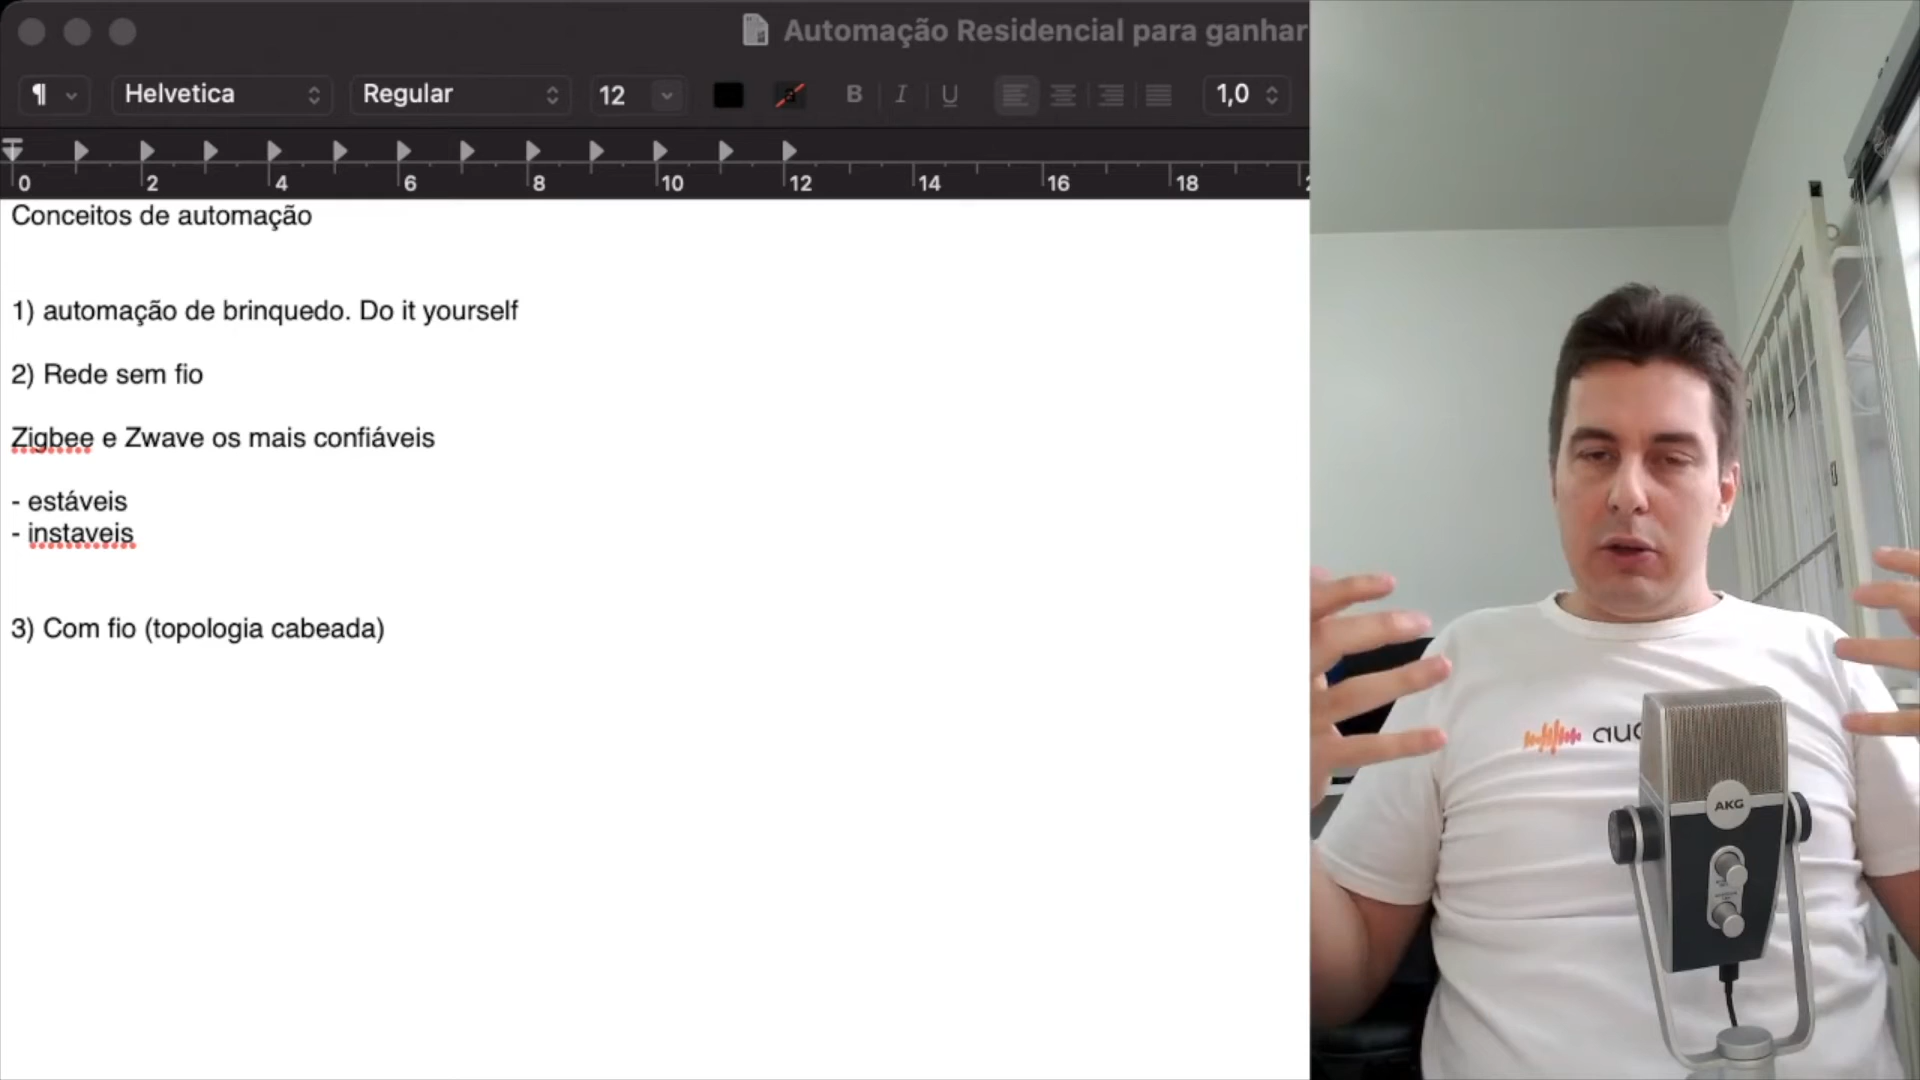 Automação Residencial para ganhar
Helvetica
Regular
12
B I U
1,0
0 2 4 6 8 10 12 14 16 18
Conceitos de automação
1) automação de brinquedo. Do it yourself
2) Rede sem fio
Zigbee e Zwave os mais confiáveis
- estáveis
- instaveis
3) Com fio (topologia cabeada)
AKG